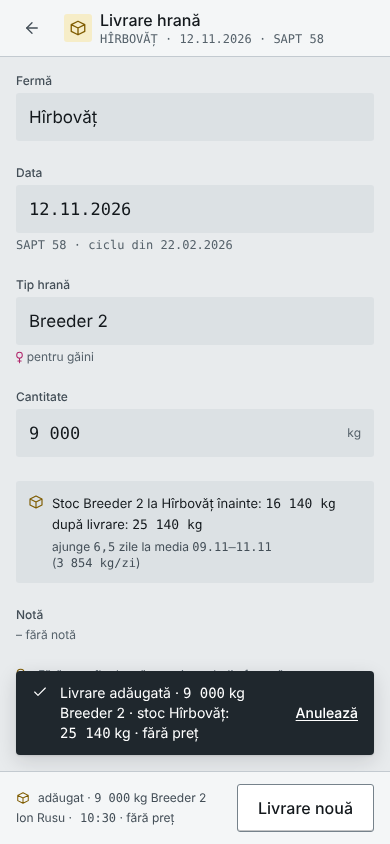 Livrare hrană
HÎRBOVĂȚ · 12.11.2026 · SAPT 58
Fermă
Hîrbovăț
Data
12.11.2026
SAPT 58 · ciclu din 22.02.2026
Tip hrană
Breeder 2
♀ pentru găini
Cantitate
9 000 kg
Stoc Breeder 2 la Hîrbovăț înainte: 16 140 kg
după livrare: 25 140 kg
ajunge 6,5 zile la media 09.11–11.11
(3 854 kg/zi)
Notă
– fără notă
Livrare adăugată · 9 000 kg
Breeder 2 · stoc Hîrbovăț:
25 140 kg · fără preț
Anulează
adăugat · 9 000 kg Breeder 2
Ion Rusu · 10:30 · fără preț
Livrare nouă